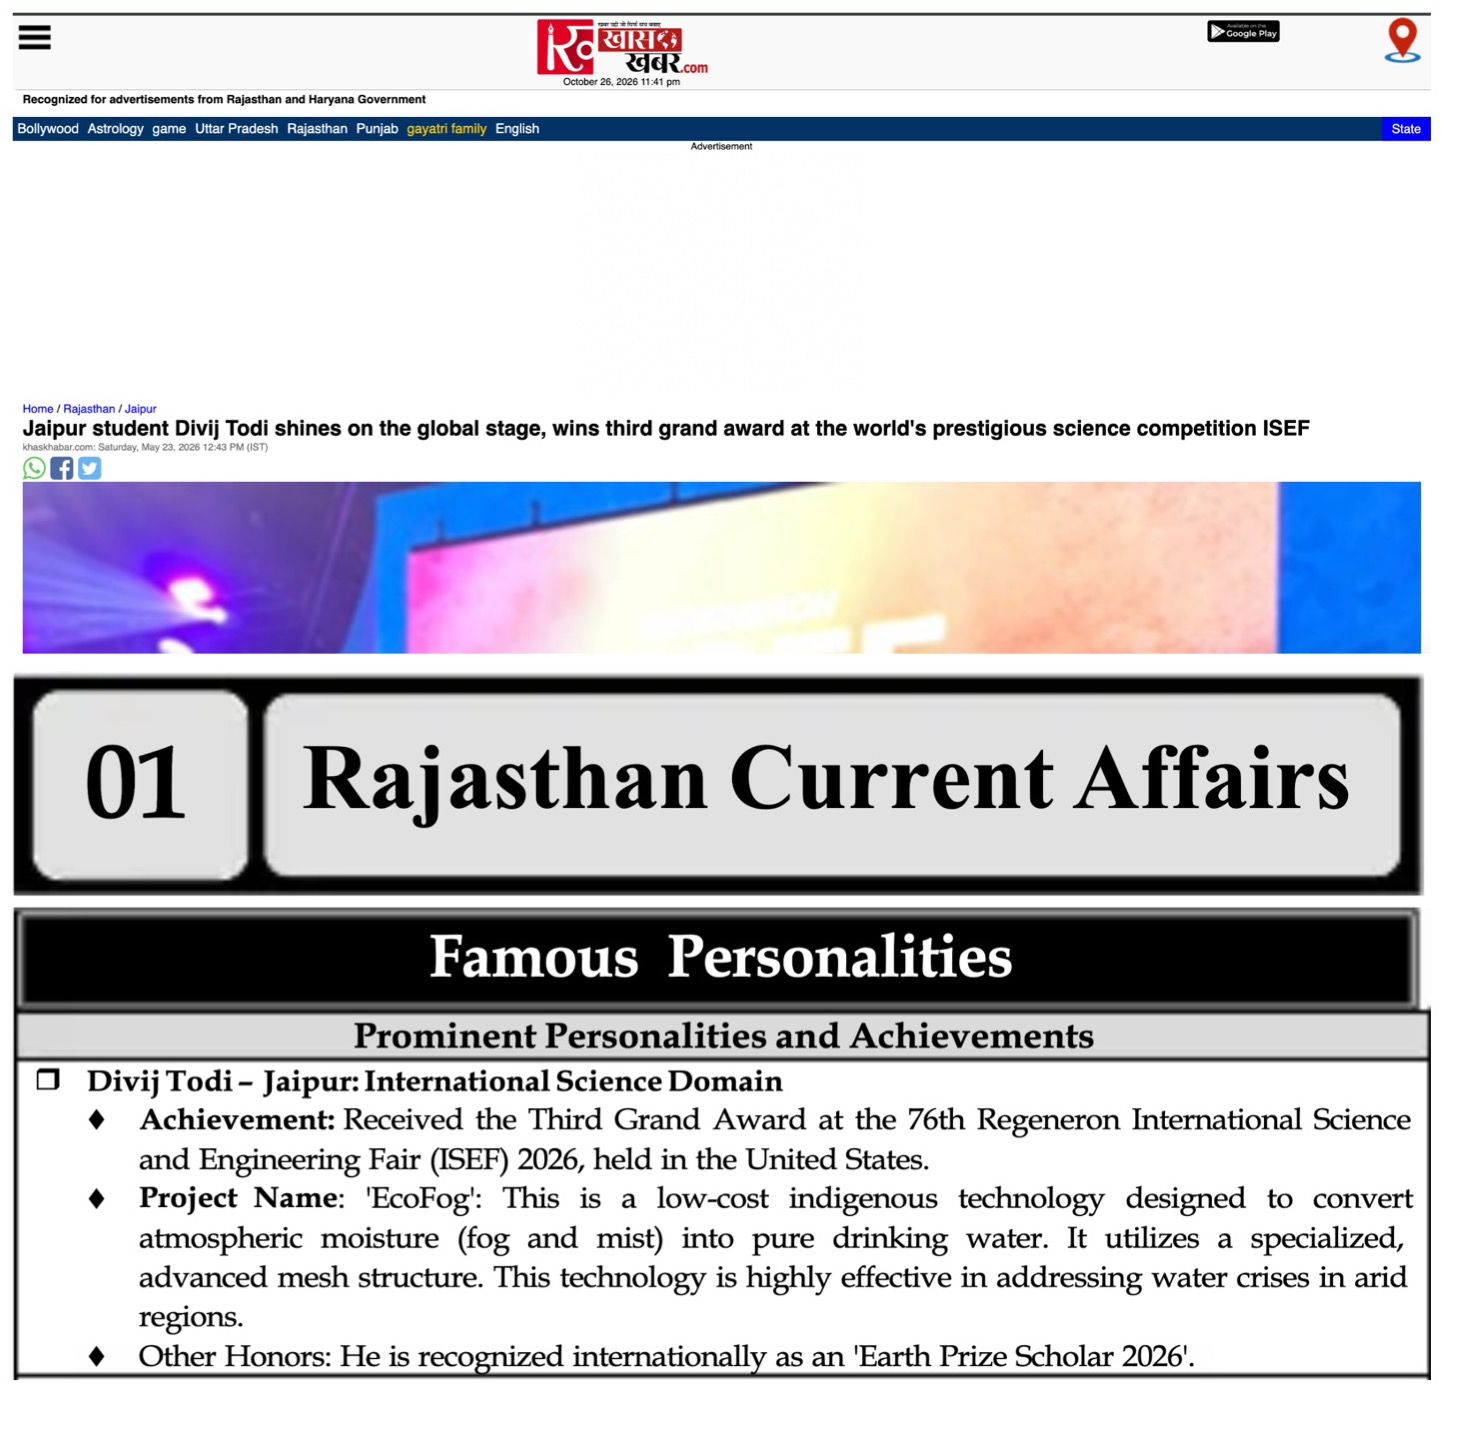 खास
खबर.com
Available on the
Google Play
October 26, 2026 11:41 pm
Recognized for advertisements from Rajasthan and Haryana Government
Bollywood Astrology game Uttar Pradesh Rajasthan Punjab gayatri family English State
Advertisement
Home / Rajasthan / Jaipur
Jaipur student Divij Todi shines on the global stage, wins third grand award at the world's prestigious science competition ISEF
khaskhabar.com: Saturday, May 23, 2026 12:43 PM (IST)
01 Rajasthan Current Affairs
Famous Personalities
Prominent Personalities and Achievements
❒ Divij Todi – Jaipur: International Science Domain
♦ Achievement: Received the Third Grand Award at the 76th Regeneron International Science
and Engineering Fair (ISEF) 2026, held in the United States.
♦ Project Name: 'EcoFog': This is a low-cost indigenous technology designed to convert
atmospheric moisture (fog and mist) into pure drinking water. It utilizes a specialized,
advanced mesh structure. This technology is highly effective in addressing water crises in arid
regions.
♦ Other Honors: He is recognized internationally as an 'Earth Prize Scholar 2026'.